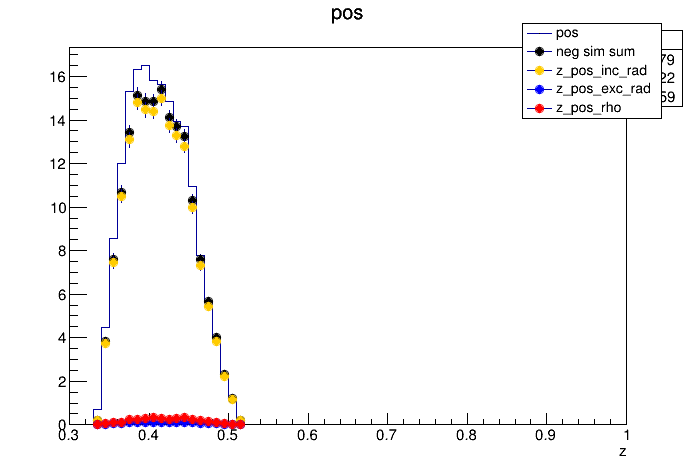 pos
pos
neg sim sum
z_pos_inc_rad
z_pos_exc_rad
z_pos_rho
79
22
59
16
14
12
10
8
6
4
2
0
0.3 0.4 0.5 0.6 0.7 0.8 0.9 1
z